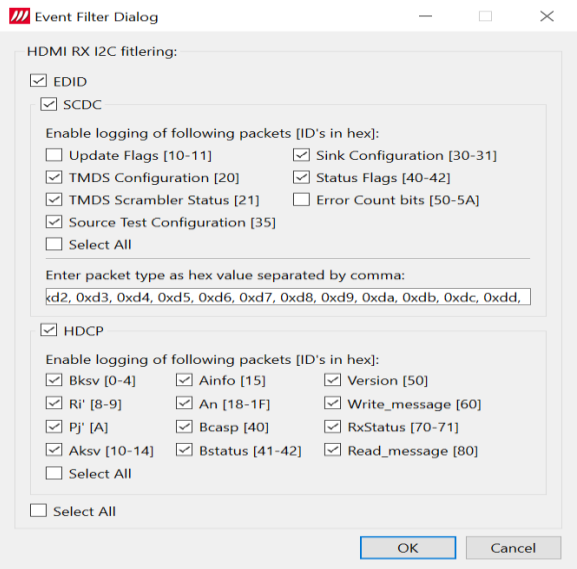 Event Filter Dialog
HDMI RX I2C fitlering:
EDID
SCDC
Enable logging of following packets [ID's in hex]:
Update Flags [10-11] Sink Configuration [30-31]
TMDS Configuration [20] Status Flags [40-42]
TMDS Scrambler Status [21] Error Count bits [50-5A]
Source Test Configuration [35]
Select All
Enter packet type as hex value separated by comma:
xd2, 0xd3, 0xd4, 0xd5, 0xd6, 0xd7, 0xd8, 0xd9, 0xda, 0xdb, 0xdc, 0xdd,
HDCP
Enable logging of following packets [ID's in hex]:
Bksv [0-4] Ainfo [15] Version [50]
Ri' [8-9] An [18-1F] Write_message [60]
Pj' [A] Bcasp [40] RxStatus [70-71]
Aksv [10-14] Bstatus [41-42] Read_message [80]
Select All
Select All
OK Cancel